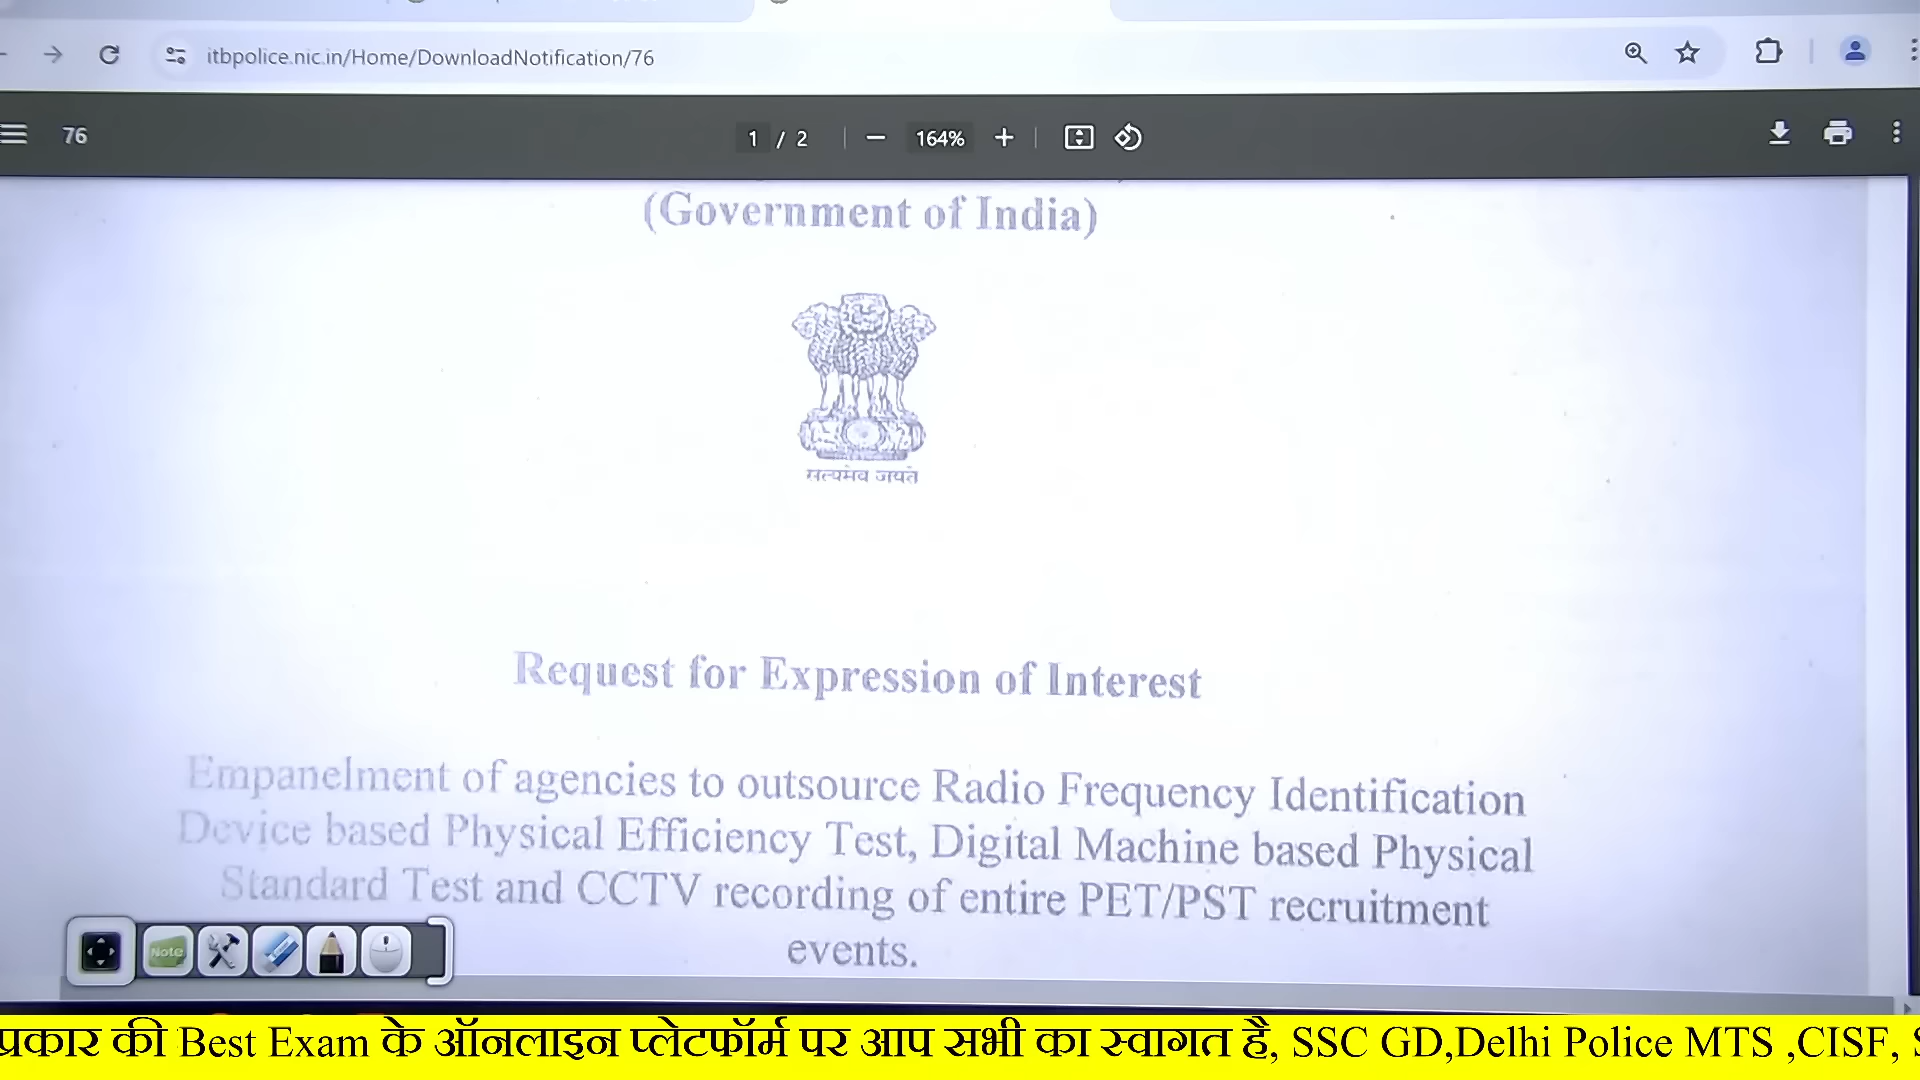 itbpolice.nic.in/Home/DownloadNotification/76
76
1 / 2
164%
(Government of India)
सत्यमेव जयते
Request for Expression of Interest
Empanelment of agencies to outsource Radio Frequency Identification
Device based Physical Efficiency Test, Digital Machine based Physical
Standard Test and CCTV recording of entire PET/PST recruitment
events.
Note
प्रकार की Best Exam के ऑनलाइन प्लेटफॉर्म पर आप सभी का स्वागत है, SSC GD,Delhi Police MTS ,CISF,